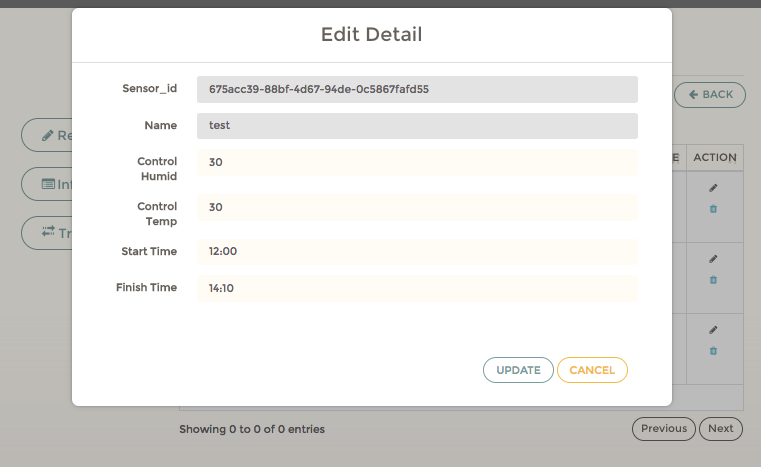 Edit Detail
Sensor_id
675acc39-88bf-4d67-94de-0c5867fafd55
Name
test
Control
Humid
30
Control
Temp
30
Start Time
12:00
Finish Time
14:10
UPDATE
CANCEL
BACK
E
ACTION
Re
Inf
Tr
Showing 0 to 0 of 0 entries
Previous
Next